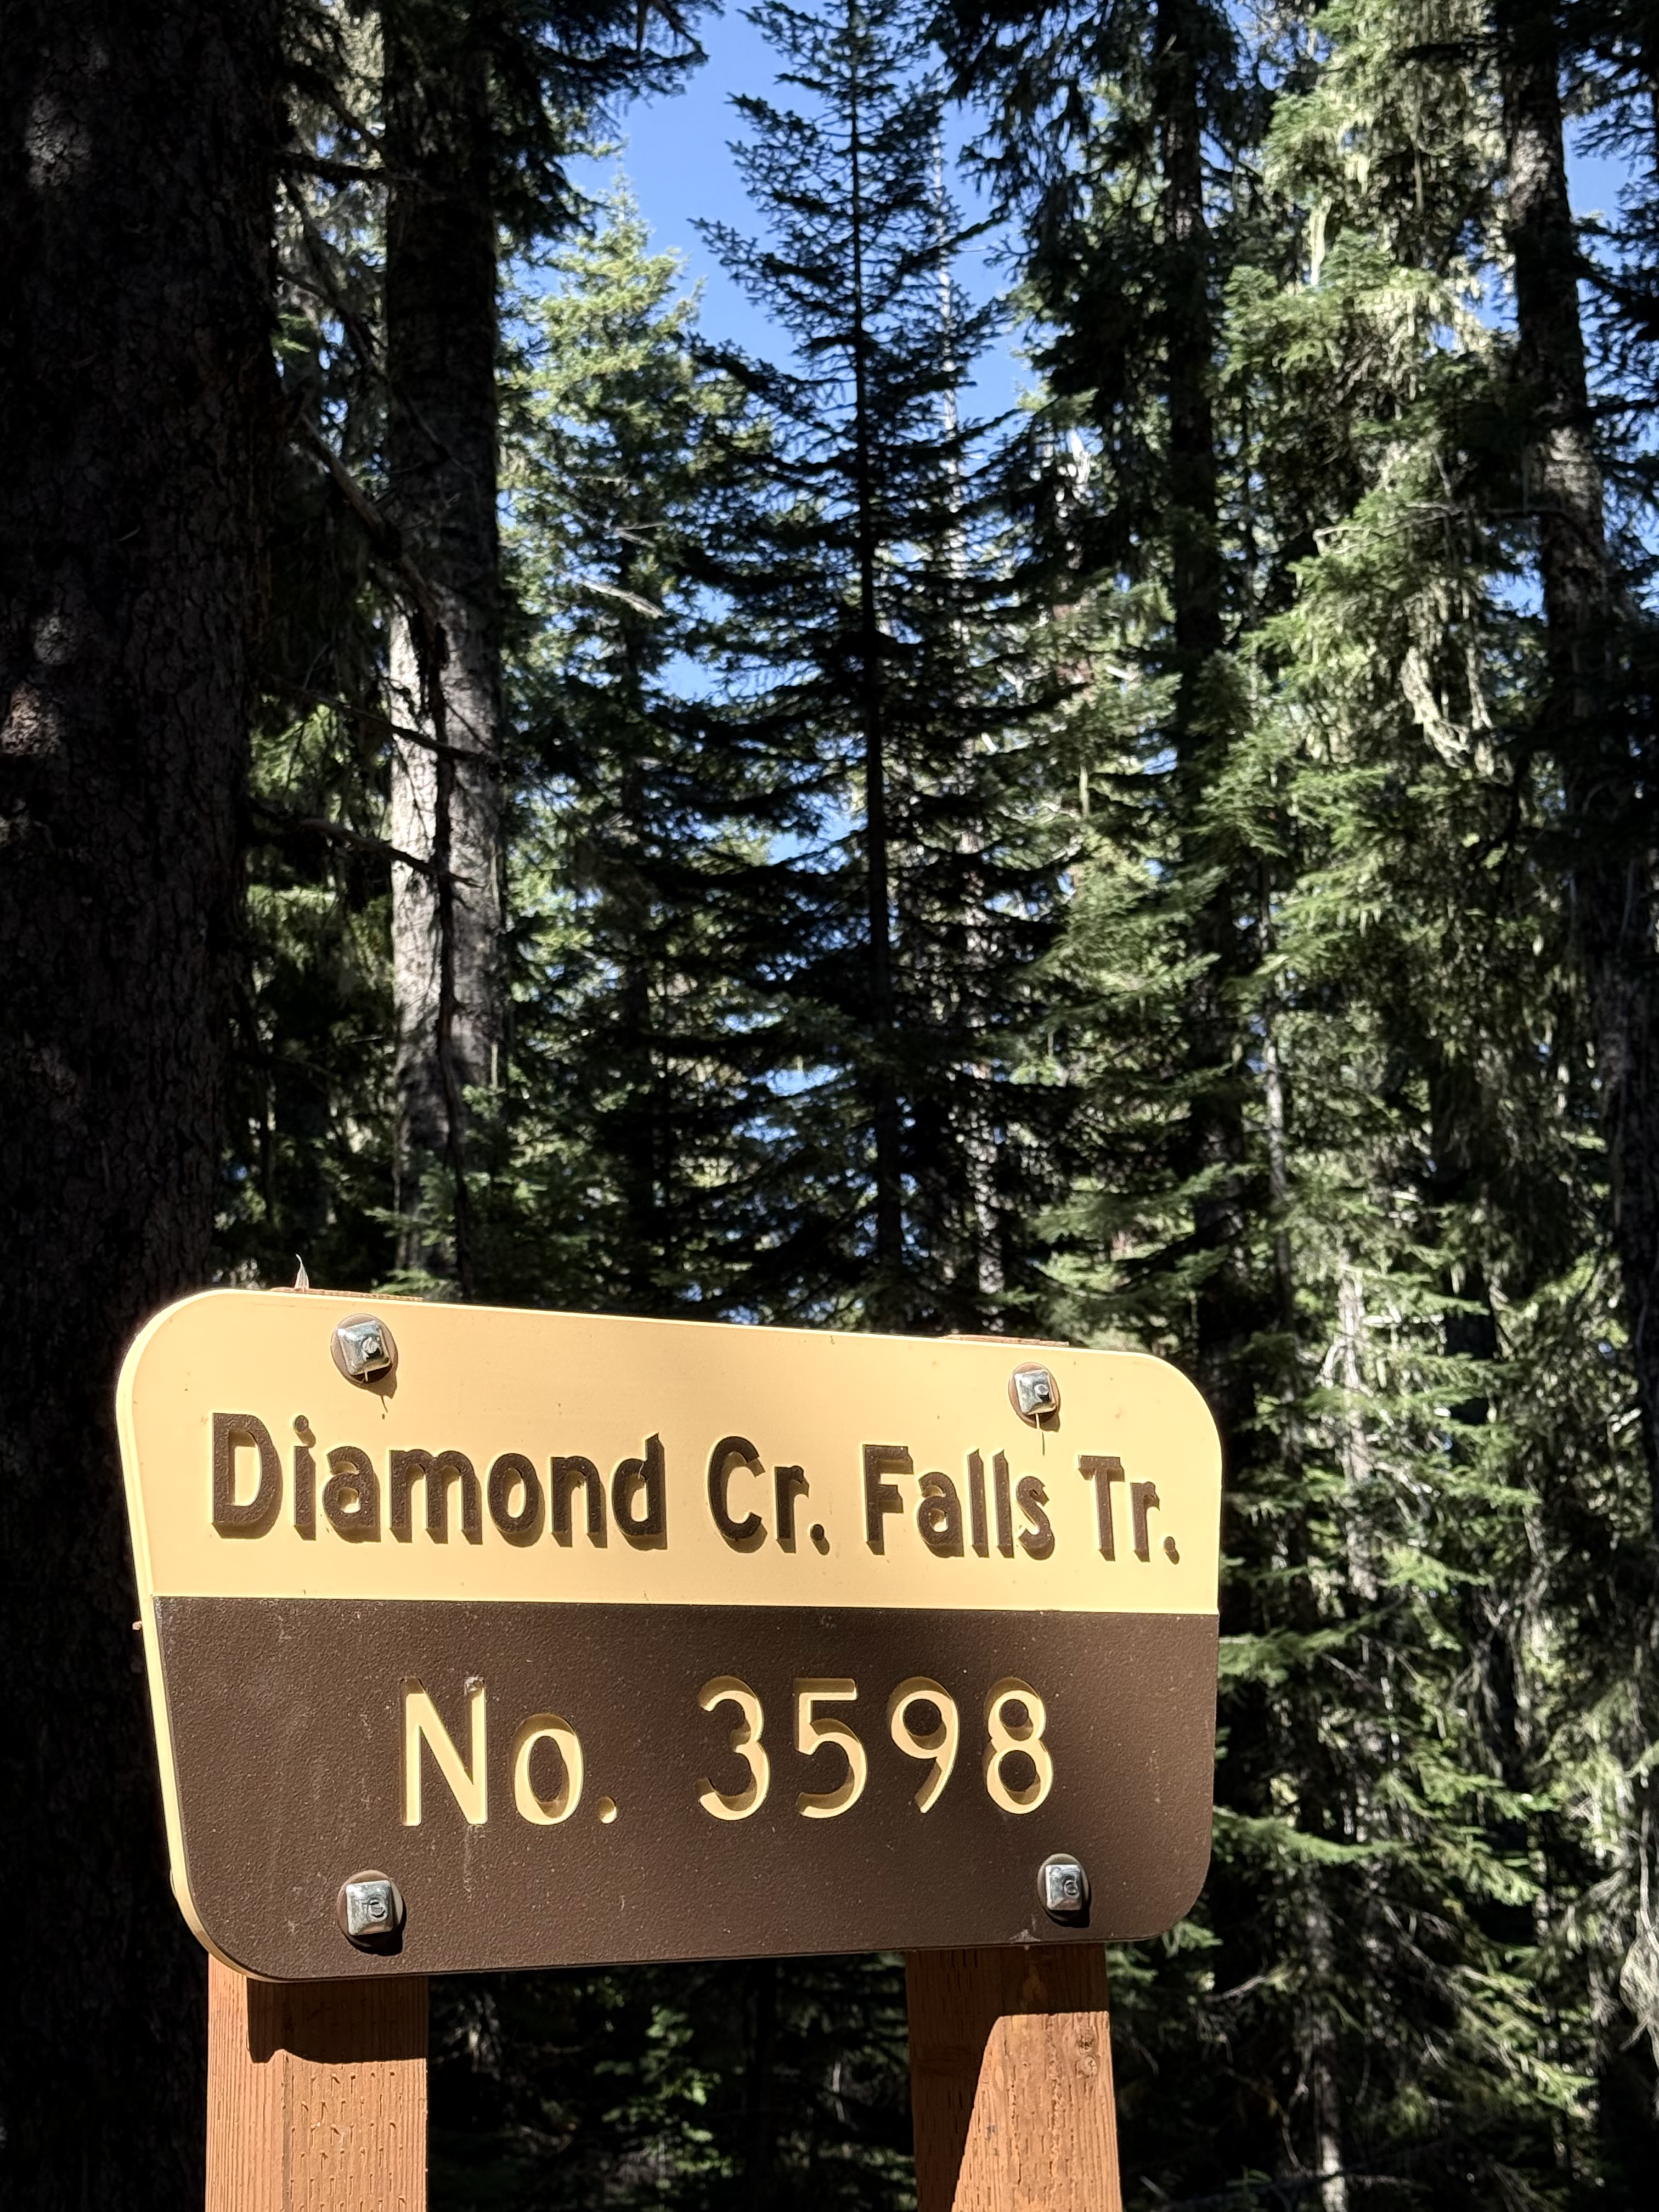 Diamond Cr. Falls Tr.
No. 3598